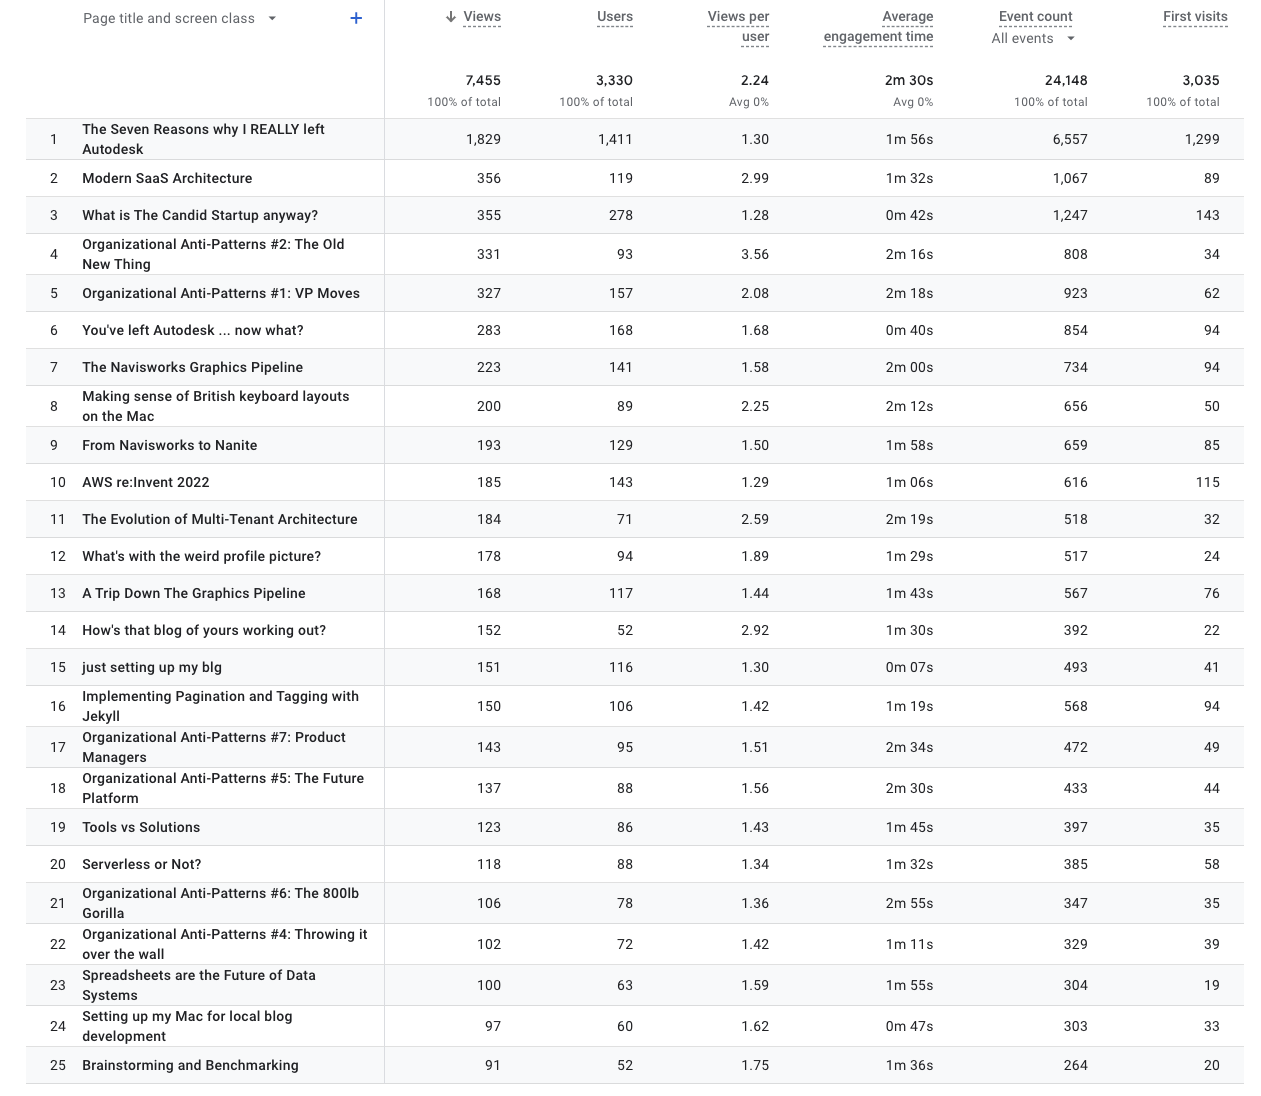 Page title and screen class + ↓ Views Users Views per user Average engagement time Event count All events First visits
7,455 3,330 2.24 2m 30s 24,148 3,035
100% of total 100% of total Avg 0% Avg 0% 100% of total 100% of total
1 The Seven Reasons why I REALLY left Autodesk 1,829 1,411 1.30 1m 56s 6,557 1,299
2 Modern SaaS Architecture 356 119 2.99 1m 32s 1,067 89
3 What is The Candid Startup anyway? 355 278 1.28 0m 42s 1,247 143
4 Organizational Anti-Patterns #2: The Old New Thing 331 93 3.56 2m 16s 808 34
5 Organizational Anti-Patterns #1: VP Moves 327 157 2.08 2m 18s 923 62
6 You've left Autodesk ... now what? 283 168 1.68 0m 40s 854 94
7 The Navisworks Graphics Pipeline 223 141 1.58 2m 00s 734 94
8 Making sense of British keyboard layouts on the Mac 200 89 2.25 2m 12s 656 50
9 From Navisworks to Nanite 193 129 1.50 1m 58s 659 85
10 AWS re:Invent 2022 185 143 1.29 1m 06s 616 115
11 The Evolution of Multi-Tenant Architecture 184 71 2.59 2m 19s 518 32
12 What's with the weird profile picture? 178 94 1.89 1m 29s 517 24
13 A Trip Down The Graphics Pipeline 168 117 1.44 1m 43s 567 76
14 How's that blog of yours working out? 152 52 2.92 1m 30s 392 22
15 just setting up my blg 151 116 1.30 0m 07s 493 41
16 Implementing Pagination and Tagging with Jekyll 150 106 1.42 1m 19s 568 94
17 Organizational Anti-Patterns #7: Product Managers 143 95 1.51 2m 34s 472 49
18 Organizational Anti-Patterns #5: The Future Platform 137 88 1.56 2m 30s 433 44
19 Tools vs Solutions 123 86 1.43 1m 45s 397 35
20 Serverless or Not? 118 88 1.34 1m 32s 385 58
21 Organizational Anti-Patterns #6: The 800lb Gorilla 106 78 1.36 2m 55s 347 35
22 Organizational Anti-Patterns #4: Throwing it over the wall 102 72 1.42 1m 11s 329 39
23 Spreadsheets are the Future of Data Systems 100 63 1.59 1m 55s 304 19
24 Setting up my Mac for local blog development 97 60 1.62 0m 47s 303 33
25 Brainstorming and Benchmarking 91 52 1.75 1m 36s 264 20